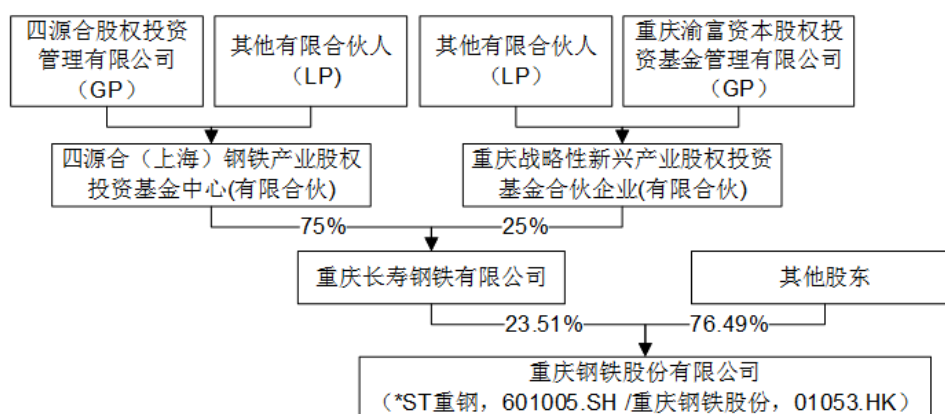 四源合股权投资
管理有限公司
（GP）
其他有限合伙人
（LP)
其他有限合伙人
（LP）
重庆渝富资本股权投
资基金管理有限公司
（GP）
四源合（上海）钢铁产业股权
投资基金中心(有限合伙)
重庆战略性新兴产业股权投资
基金合伙企业(有限合伙)
75%
25%
重庆长寿钢铁有限公司
其他股东
23.51%
76.49%
重庆钢铁股份有限公司
（*ST重钢，601005.SH /重庆钢铁股份，01053.HK）